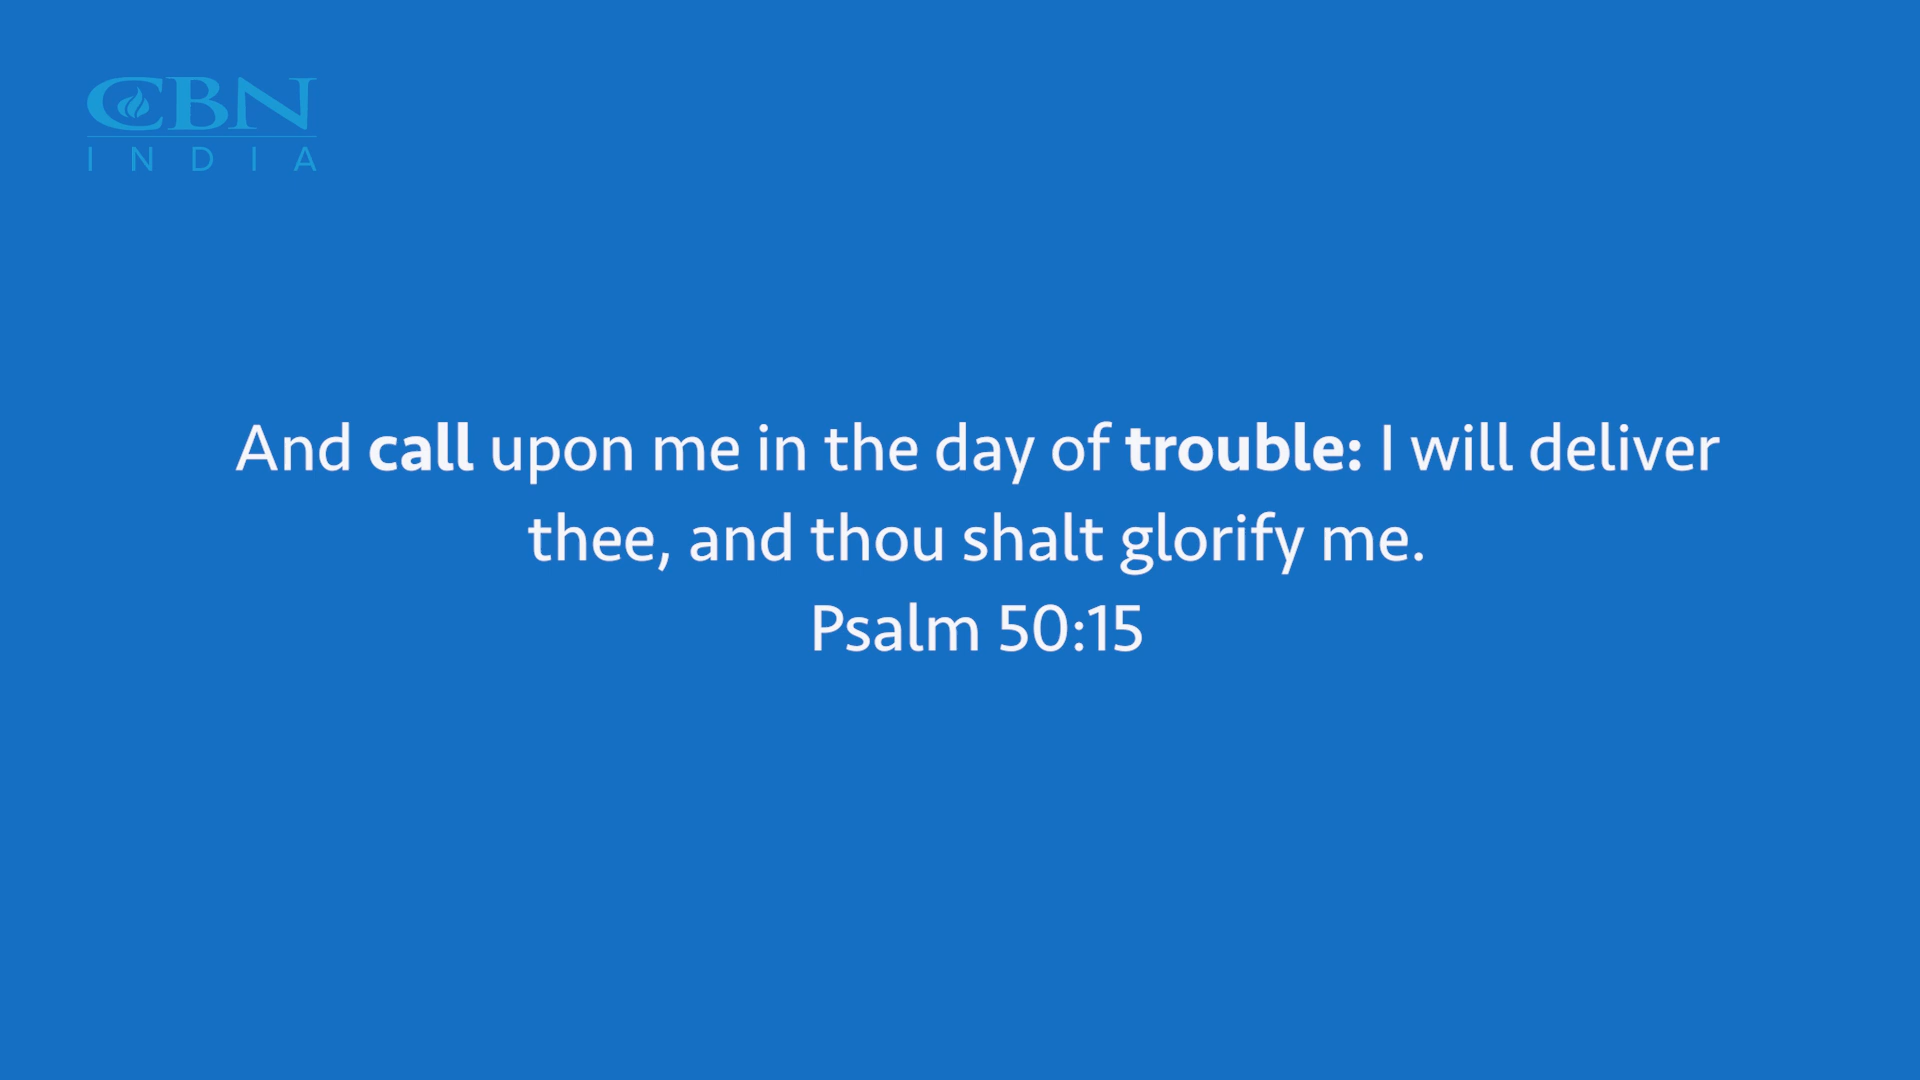 CBN
INDIA
And call upon me in the day of trouble: I will deliver
thee, and thou shalt glorify me.
Psalm 50:15